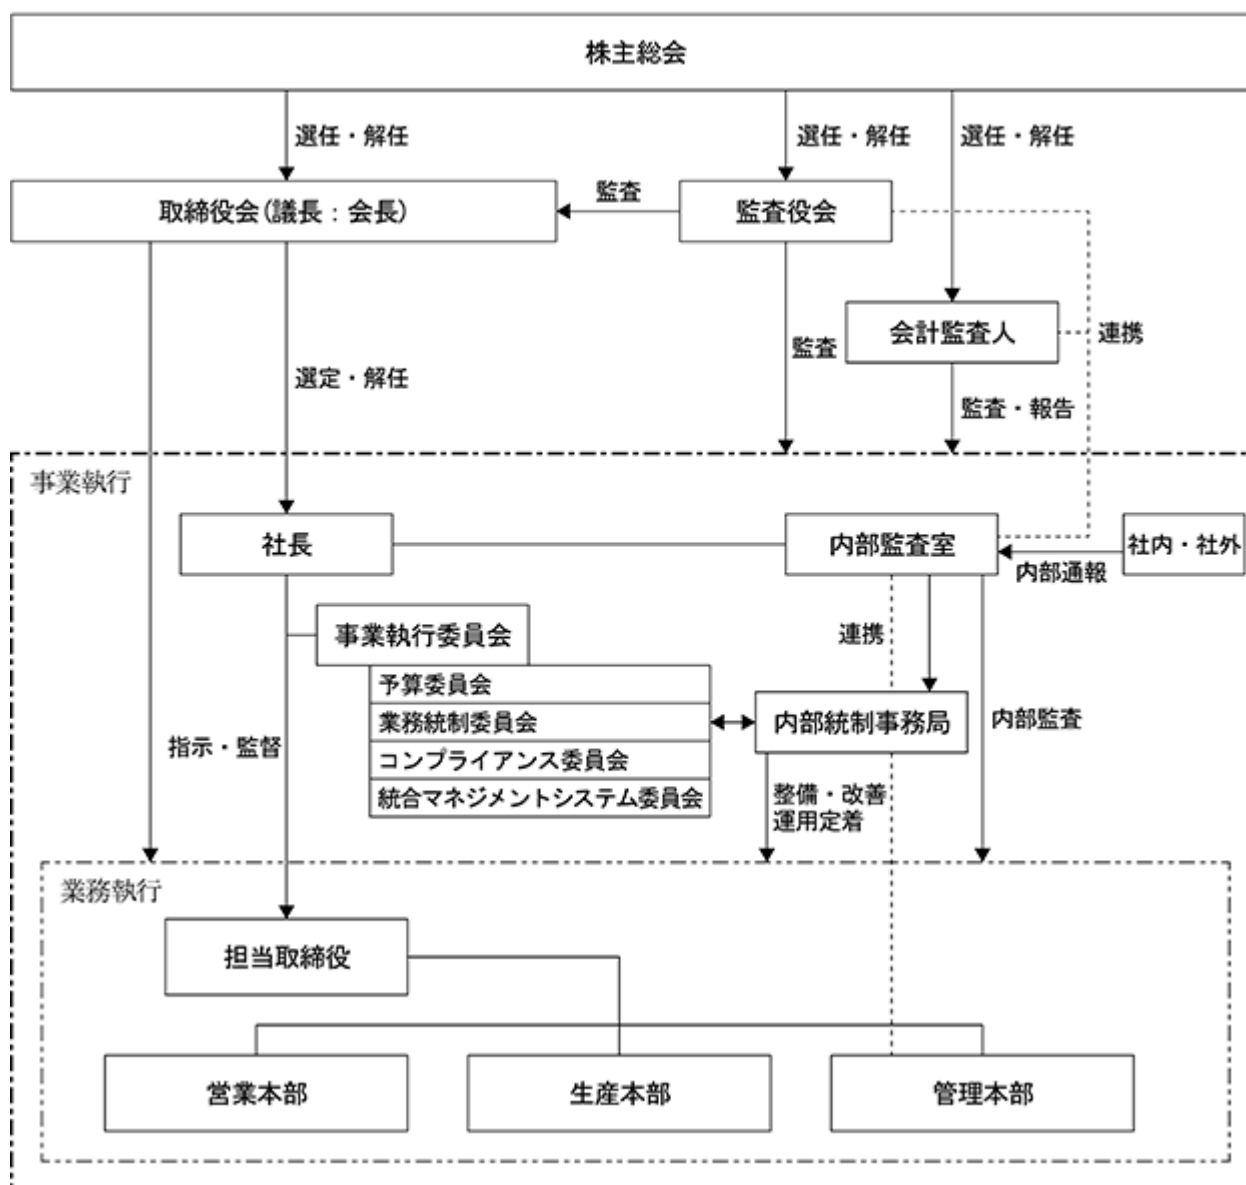 株主総会
選任・解任
選任・解任
選任・解任
取締役会(議長：会長)
監査
監査役会
会計監査人
連携
監査
選定・解任
監査・報告
事業執行
社長
内部監査室
社内・社外
内部通報
事業執行委員会
連携
予算委員会
業務統制委員会
コンプライアンス委員会
統合マネジメントシステム委員会
内部統制事務局
内部監査
指示・監督
整備・改善
運用定着
業務執行
担当取締役
営業本部
生産本部
管理本部